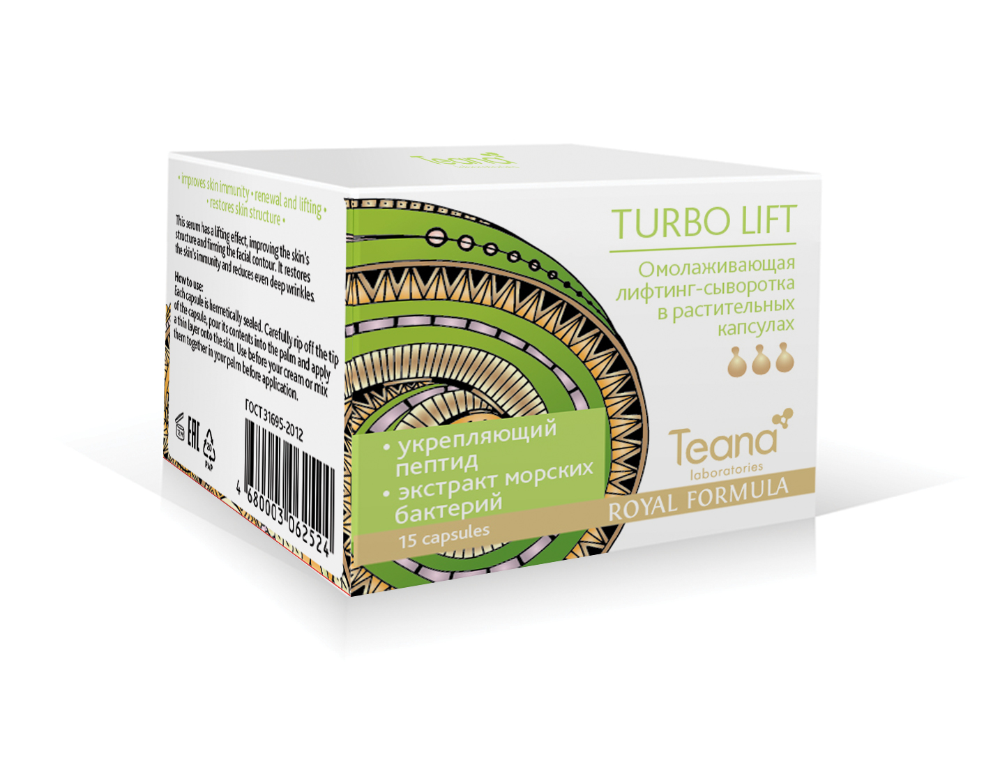 Teana
laboratories
• improves skin immunity • renewal and lifting •
• restores skin structure •
This serum has a lifting effect, improving the skin's
structure and firming the facial contour. It restores
the skin's immunity and reduces even deep wrinkles.
How to use:
Each capsule is hermetically sealed. Carefully rip off the tip
of the capsule, pour its contents into the palm and apply
a thin layer onto the skin. Use before your cream or mix
them together in your palm before application.
ГОСТ 31695-2012
12M
EAC
20
PAP
4 680003 062524
TURBO LIFT
Омолаживающая
лифтинг-сыворотка
в растительных
капсулах
Teana
laboratories
ROYAL FORMULA
• укрепляющий
пептид
• экстракт морских
бактерий
15 capsules